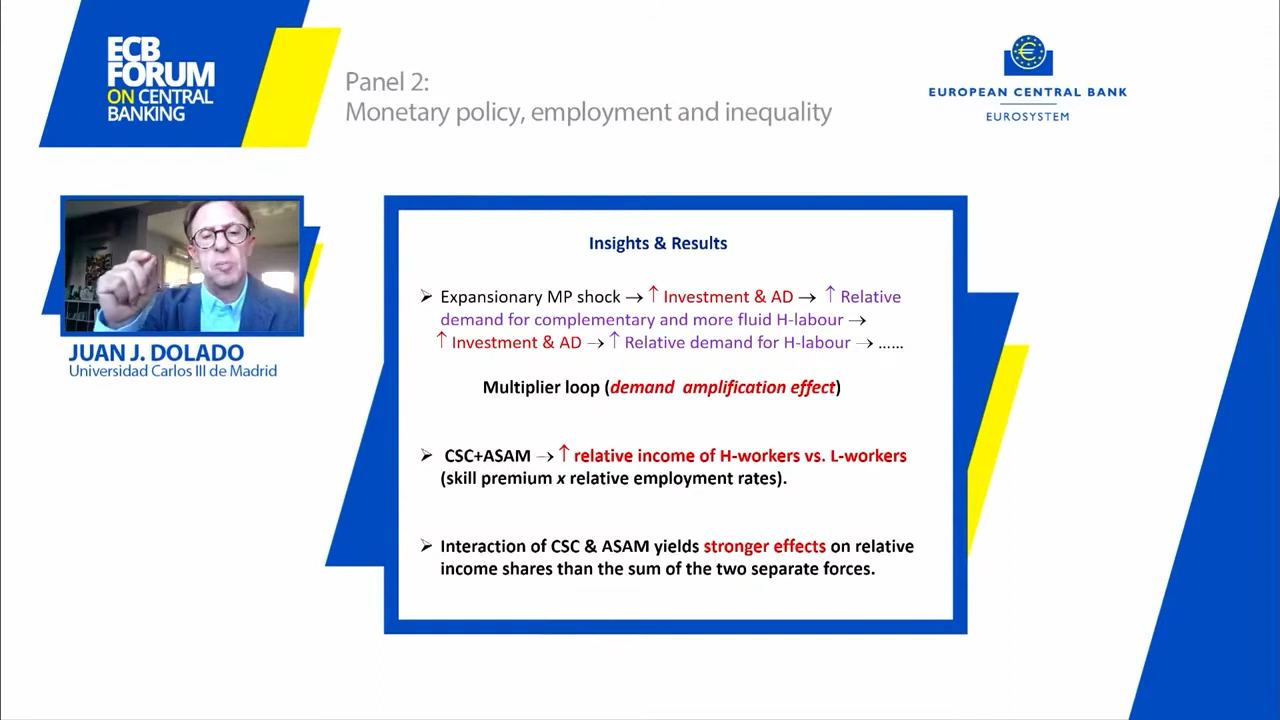 ECB
FORUM
ON CENTRAL
BANKING
Panel 2:
Monetary policy, employment and inequality
EUROPEAN CENTRAL BANK
EUROSYSTEM
JUAN J. DOLADO
Universidad Carlos III de Madrid
Insights & Results
➢ Expansionary MP shock → ↑ Investment & AD → ↑ Relative
demand for complementary and more fluid H-labour →
↑ Investment & AD → ↑ Relative demand for H-labour → ......
Multiplier loop (demand amplification effect)
➢ CSC+ASAM → ↑ relative income of H-workers vs. L-workers
(skill premium x relative employment rates).
➢ Interaction of CSC & ASAM yields stronger effects on relative
income shares than the sum of the two separate forces.